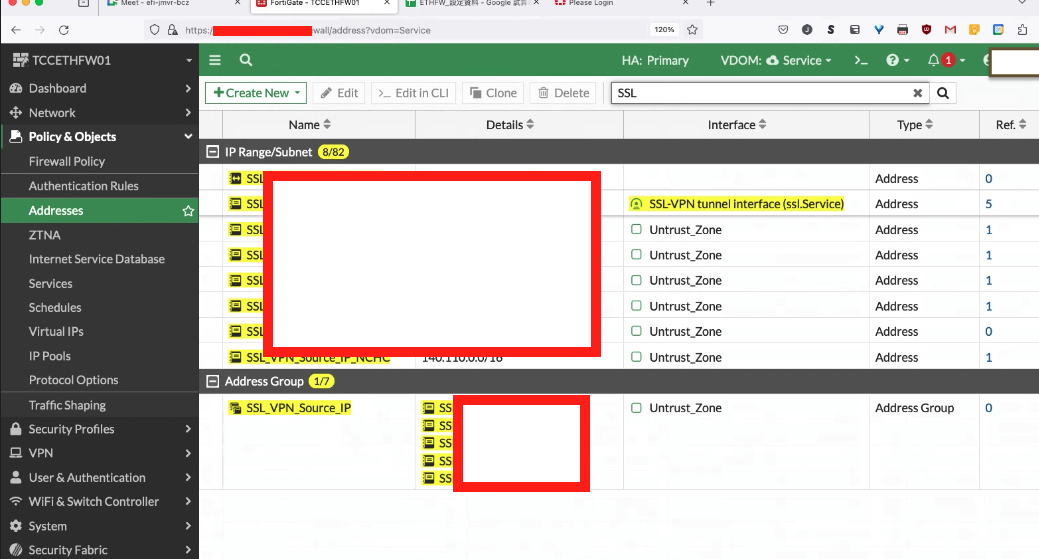 Meet - efi-jmvr-bcz
FortiGate - TCCETHFW01
ETHFW_設定資料 - Google 試算
Please Login
https:/
wall/address?vdom=Service
120%
TCCETHFW01
HA: Primary
VDOM: Service
1
Dashboard
Network
Policy & Objects
Firewall Policy
Authentication Rules
Addresses
ZTNA
Internet Service Database
Services
Schedules
Virtual IPs
IP Pools
Protocol Options
Traffic Shaping
Security Profiles
VPN
User & Authentication
WiFi & Switch Controller
System
Security Fabric
+Create New
Edit
>_ Edit in CLI
Clone
Delete
SSL
Name
Details
Interface
Type
Ref.
IP Range/Subnet 8/82
SSL Address 0
SSL SSL-VPN tunnel interface (ssl.Service) Address 5
SSL Untrust_Zone Address 1
SSL Untrust_Zone Address 1
SSL Untrust_Zone Address 1
SSL Untrust_Zone Address 1
SSL Untrust_Zone Address 0
SSL_VPN_Source_IP_NCHC 140.110.0.0/16 Untrust_Zone Address 1
Address Group 1/7
SSL_VPN_Source_IP SS Untrust_Zone Address Group 0
SS
SS
SS
SS